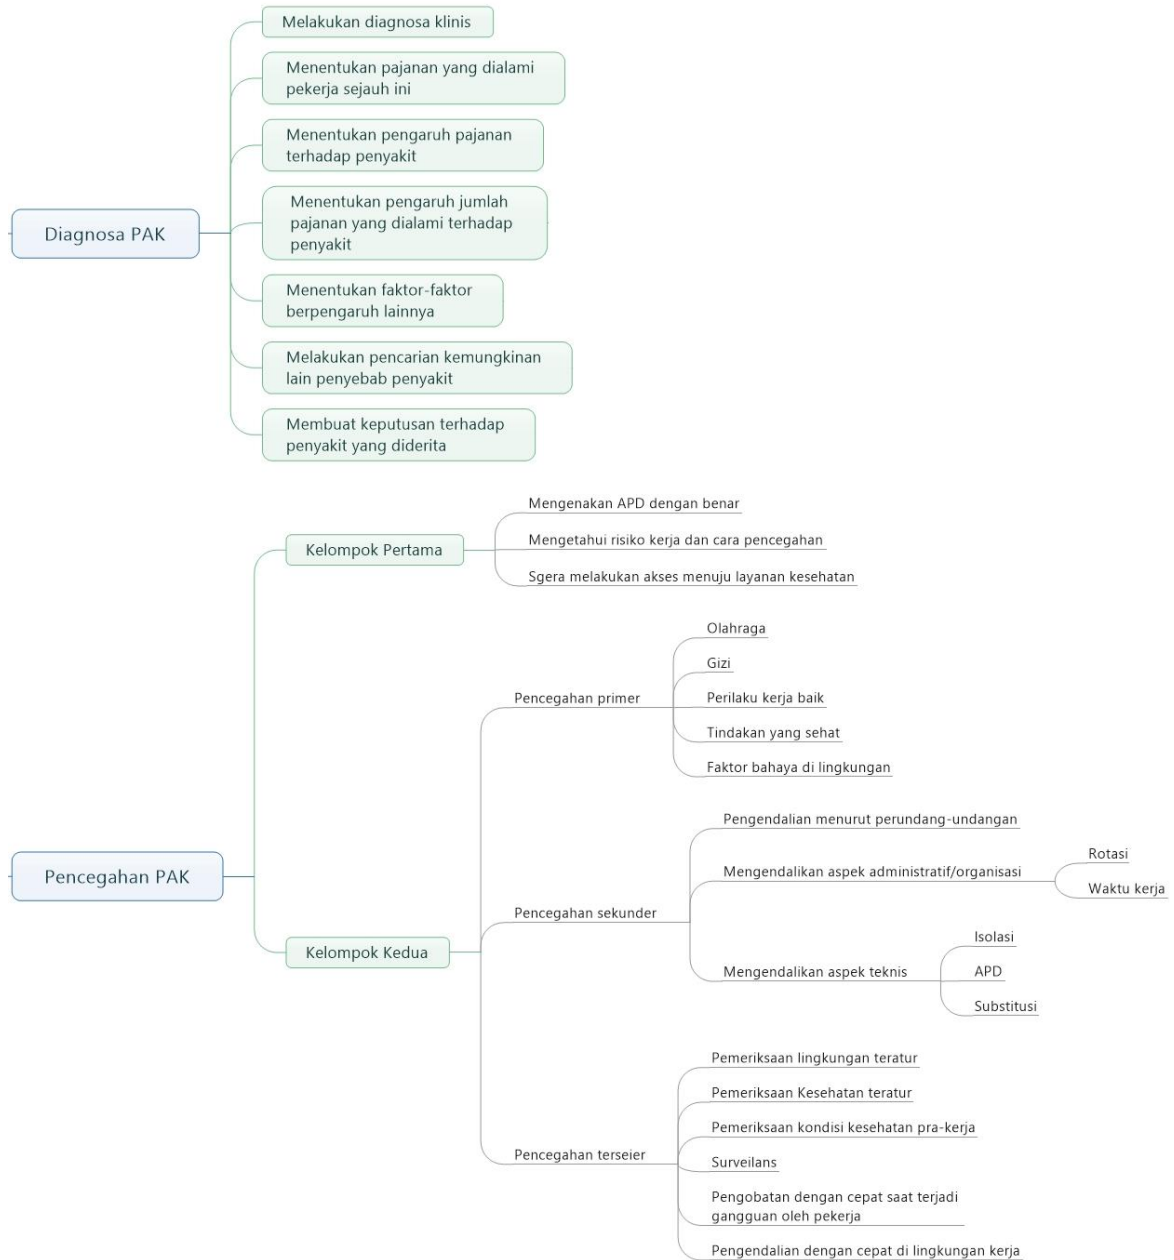 Diagnosa PAK
Melakukan diagnosa klinis
Menentukan pajanan yang dialami
pekerja sejauh ini
Menentukan pengaruh pajanan
terhadap penyakit
Menentukan pengaruh jumlah
pajanan yang dialami terhadap
penyakit
Menentukan faktor-faktor
berpengaruh lainnya
Melakukan pencarian kemungkinan
lain penyebab penyakit
Membuat keputusan terhadap
penyakit yang diderita
Pencegahan PAK
Kelompok Pertama
Mengenakan APD dengan benar
Mengetahui risiko kerja dan cara pencegahan
Sgera melakukan akses menuju layanan kesehatan
Kelompok Kedua
Pencegahan primer
Olahraga
Gizi
Perilaku kerja baik
Tindakan yang sehat
Faktor bahaya di lingkungan
Pencegahan sekunder
Pengendalian menurut perundang-undangan
Mengendalikan aspek administratif/organisasi
Rotasi
Waktu kerja
Mengendalikan aspek teknis
Isolasi
APD
Substitusi
Pencegahan terseier
Pemeriksaan lingkungan teratur
Pemeriksaan Kesehatan teratur
Pemeriksaan kondisi kesehatan pra-kerja
Surveilans
Pengobatan dengan cepat saat terjadi
gangguan oleh pekerja
Pengendalian dengan cepat di lingkungan kerja